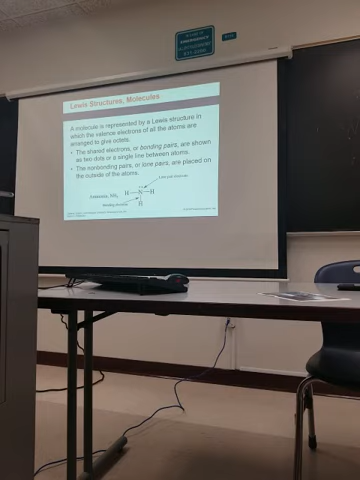 EMERGENCY
Lewis Structures, Molecules
A molecule is represented by a Lewis structure in
which the valence electrons of all the atoms are
arranged to give octets.
• The shared electrons, or bonding pairs, are shown
as two dots or a single line between atoms.
• The nonbonding pairs, or lone pairs, are placed on
the outside of the atoms.
Lone pair electrons
Ammonia, NH3
H—N—H
H
Bonding electrons